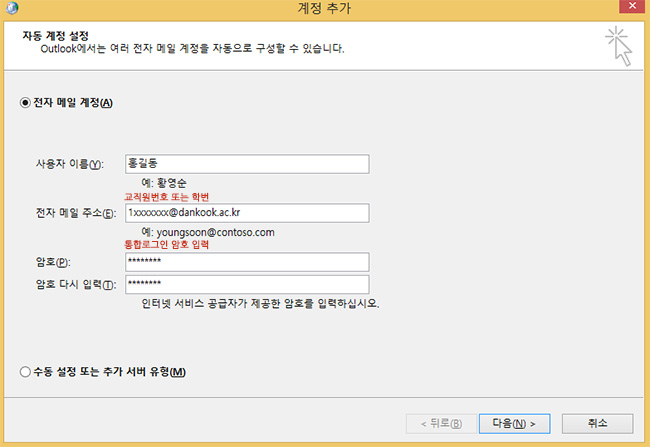 계정 추가
자동 계정 설정
Outlook에서는 여러 전자 메일 계정을 자동으로 구성할 수 있습니다.
전자 메일 계정(A)
사용자 이름(Y): 홍길동
예: 황영순
교직원번호 또는 학번
전자 메일 주소(E): 1xxxxxxx@dankook.ac.kr
예: youngsoon@contoso.com
통합로그인 암호 입력
암호(P): ********
암호 다시 입력(T): ********
인터넷 서비스 공급자가 제공한 암호를 입력하십시오.
수동 설정 또는 추가 서버 유형(M)
< 뒤로(B) 다음(N) > 취소